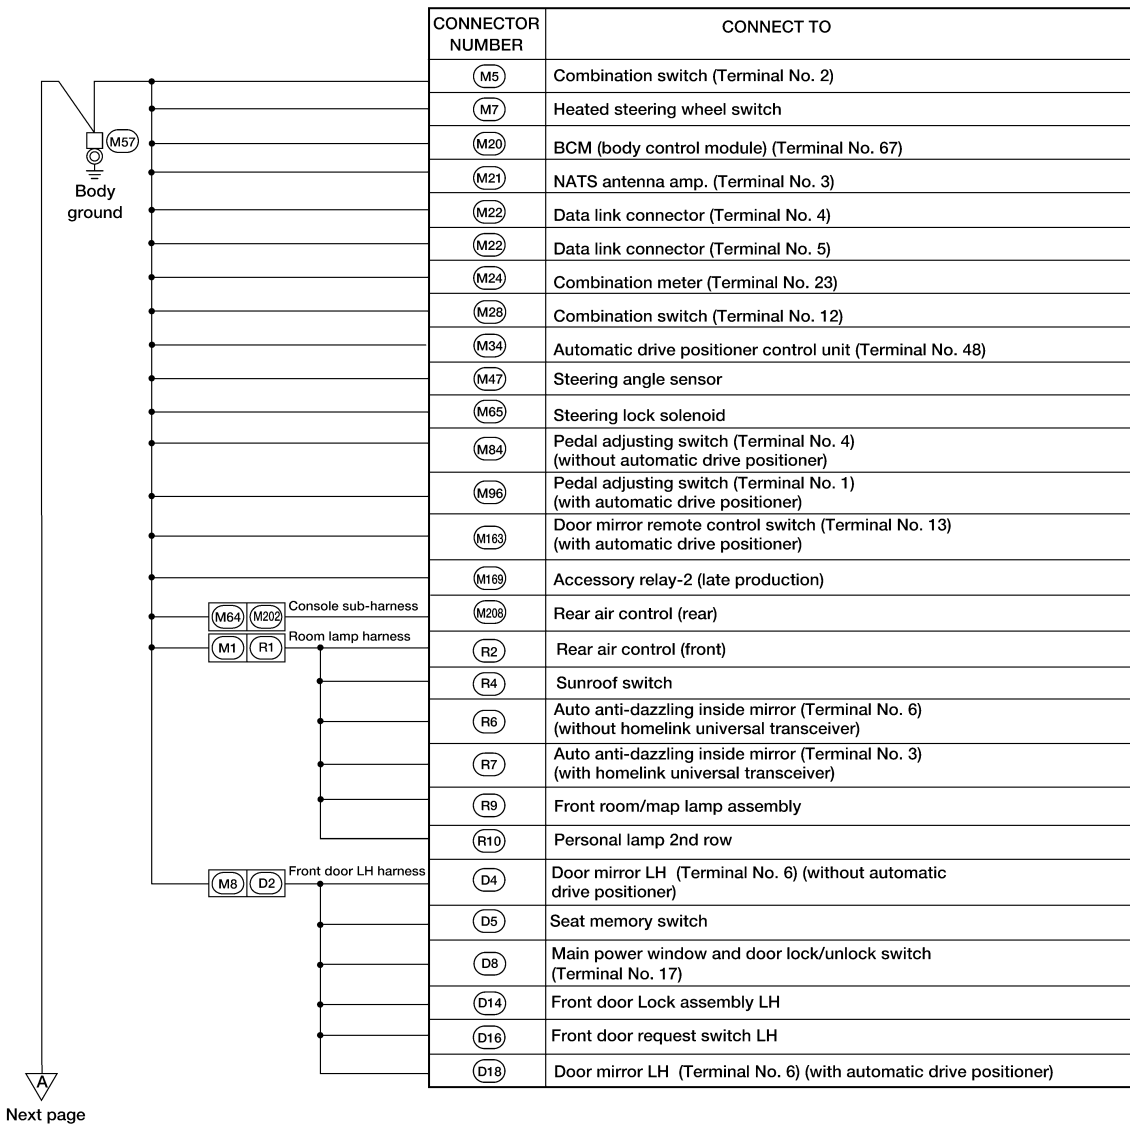 CONNECTOR NUMBER
CONNECT TO
M5 Combination switch (Terminal No. 2)
M7 Heated steering wheel switch
M57
Body
ground
M20 BCM (body control module) (Terminal No. 67)
M21 NATS antenna amp. (Terminal No. 3)
M22 Data link connector (Terminal No. 4)
M22 Data link connector (Terminal No. 5)
M24 Combination meter (Terminal No. 23)
M28 Combination switch (Terminal No. 12)
M34 Automatic drive positioner control unit (Terminal No. 48)
M47 Steering angle sensor
M65 Steering lock solenoid
M84 Pedal adjusting switch (Terminal No. 4)
(without automatic drive positioner)
M96 Pedal adjusting switch (Terminal No. 1)
(with automatic drive positioner)
M163 Door mirror remote control switch (Terminal No. 13)
(with automatic drive positioner)
M169 Accessory relay-2 (late production)
M64 M202 Console sub-harness M208 Rear air control (rear)
M1 R1 Room lamp harness R2 Rear air control (front)
R4 Sunroof switch
R6 Auto anti-dazzling inside mirror (Terminal No. 6)
(without homelink universal transceiver)
R7 Auto anti-dazzling inside mirror (Terminal No. 3)
(with homelink universal transceiver)
R9 Front room/map lamp assembly
R10 Personal lamp 2nd row
M8 D2 Front door LH harness D4 Door mirror LH (Terminal No. 6) (without automatic
drive positioner)
D5 Seat memory switch
D8 Main power window and door lock/unlock switch
(Terminal No. 17)
D14 Front door Lock assembly LH
D16 Front door request switch LH
D18 Door mirror LH (Terminal No. 6) (with automatic drive positioner)
A
Next page